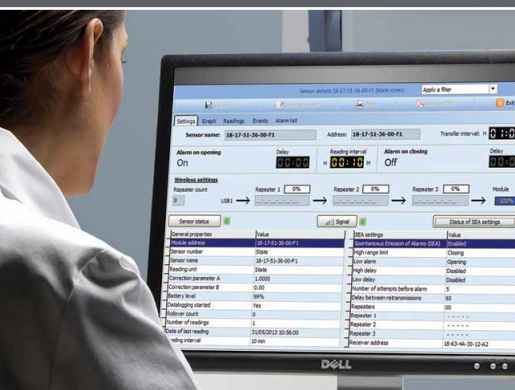 Sensor details 18-17-51-36-00-F1 (Mark Jones) Apply a filter
Exit
Settings Graph Readings Events Alarm list
Sensor name: 18-17-51-36-00-F1 Address: 18-17-51-36-00-F1 Transfer interval: H
Alarm on opening Delay Reading interval Alarm on closing Delay
On 00:00 H 00:10 H Off
Wireless settings
Repeater count Repeater 1 0% Repeater 2 0% Repeater 3 0% Module
0 USB1 → → → → 100%
Sensor status Signal Status of SEA settings
General properties Value SEA settings Value
Module address 18-17-51-36-00-F1 Spontaneous Emission of Alarms (SEA) Enabled
Sensor number State High range limit Closing
Sensor name 18-17-51-36-00-F1 Low alarm Opening
Reading unit State High delay Disabled
Correction parameter A 1.0000 Low delay Disabled
Correction parameter B 0.00 Number of attempts before alarm 5
Battery level 99% Delay between retransmissions 60
Datalogging started Yes Repeaters 00
Rollover count 0 Repeater 1 - - - - -
Number of readings 1 Repeater 2 - - - - -
Date of last reading 31/05/2013 10:56:00 Repeater 3 - - - - -
interval 10 min Receiver address 18-63-4A-30-12-A2
DELL